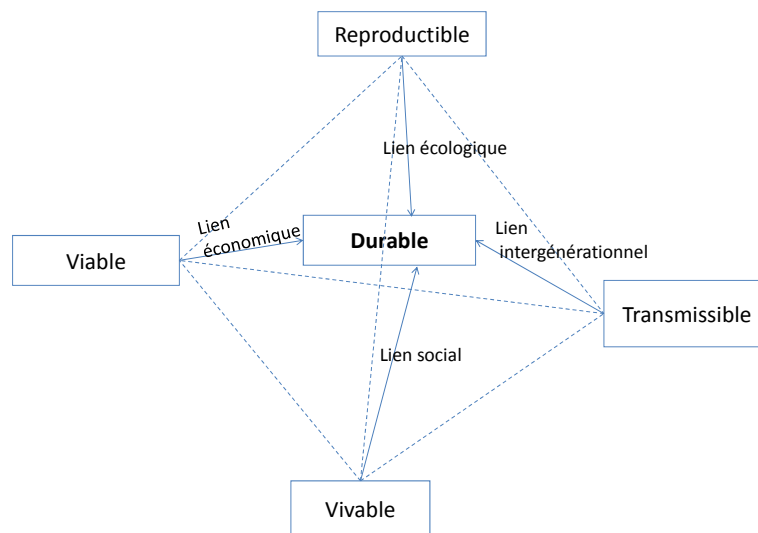 Reproductible
Lien écologique
Lien
économique
Durable
Lien
intergénérationnel
Viable
Transmissible
Lien social
Vivable